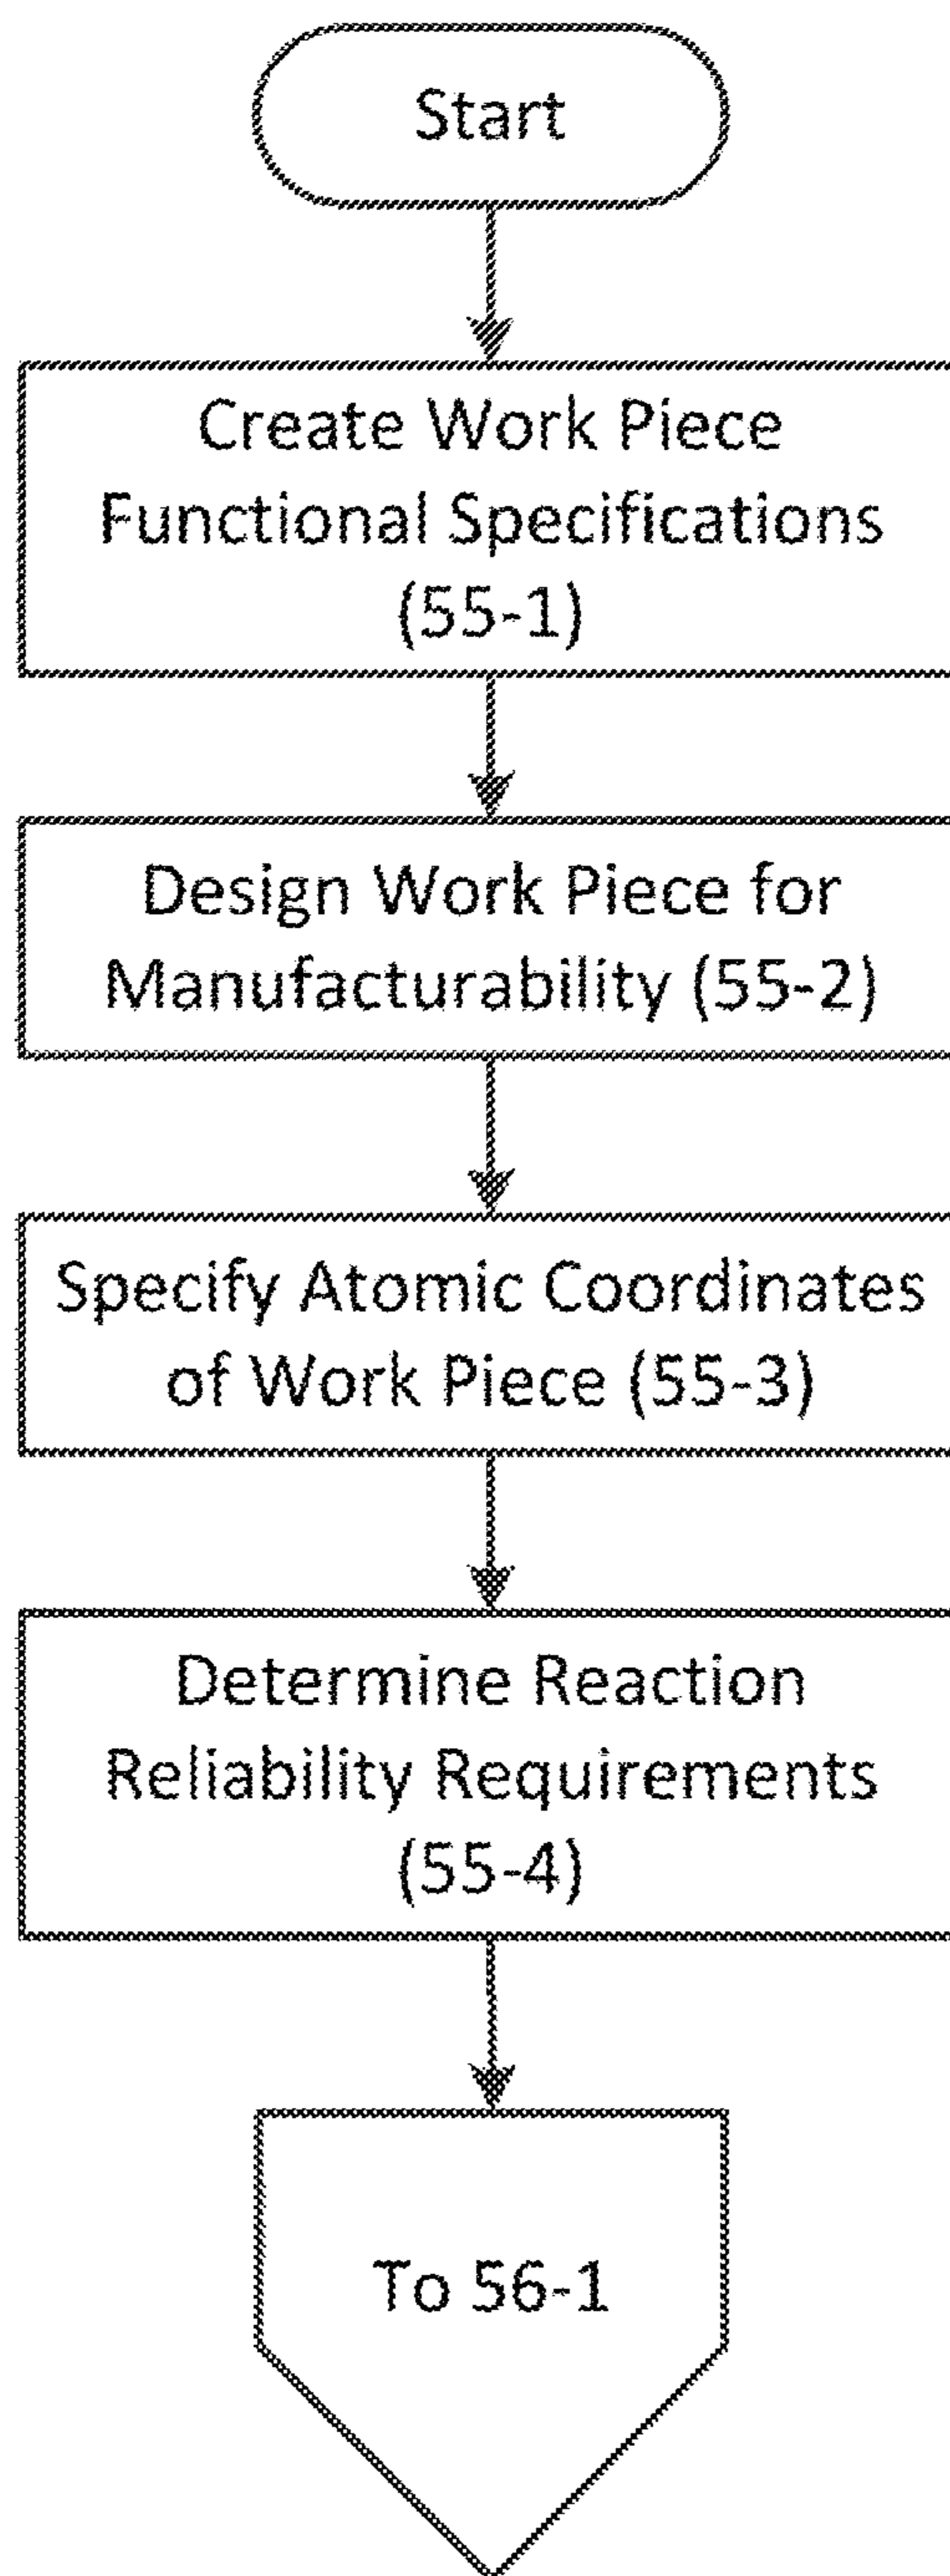 Start
Create Work Piece
Functional Specifications
(55-1)
Design Work Piece for
Manufacturability (55-2)
Specify Atomic Coordinates
of Work Piece (55-3)
Determine Reaction
Reliability Requirements
(55-4)
To 56-1